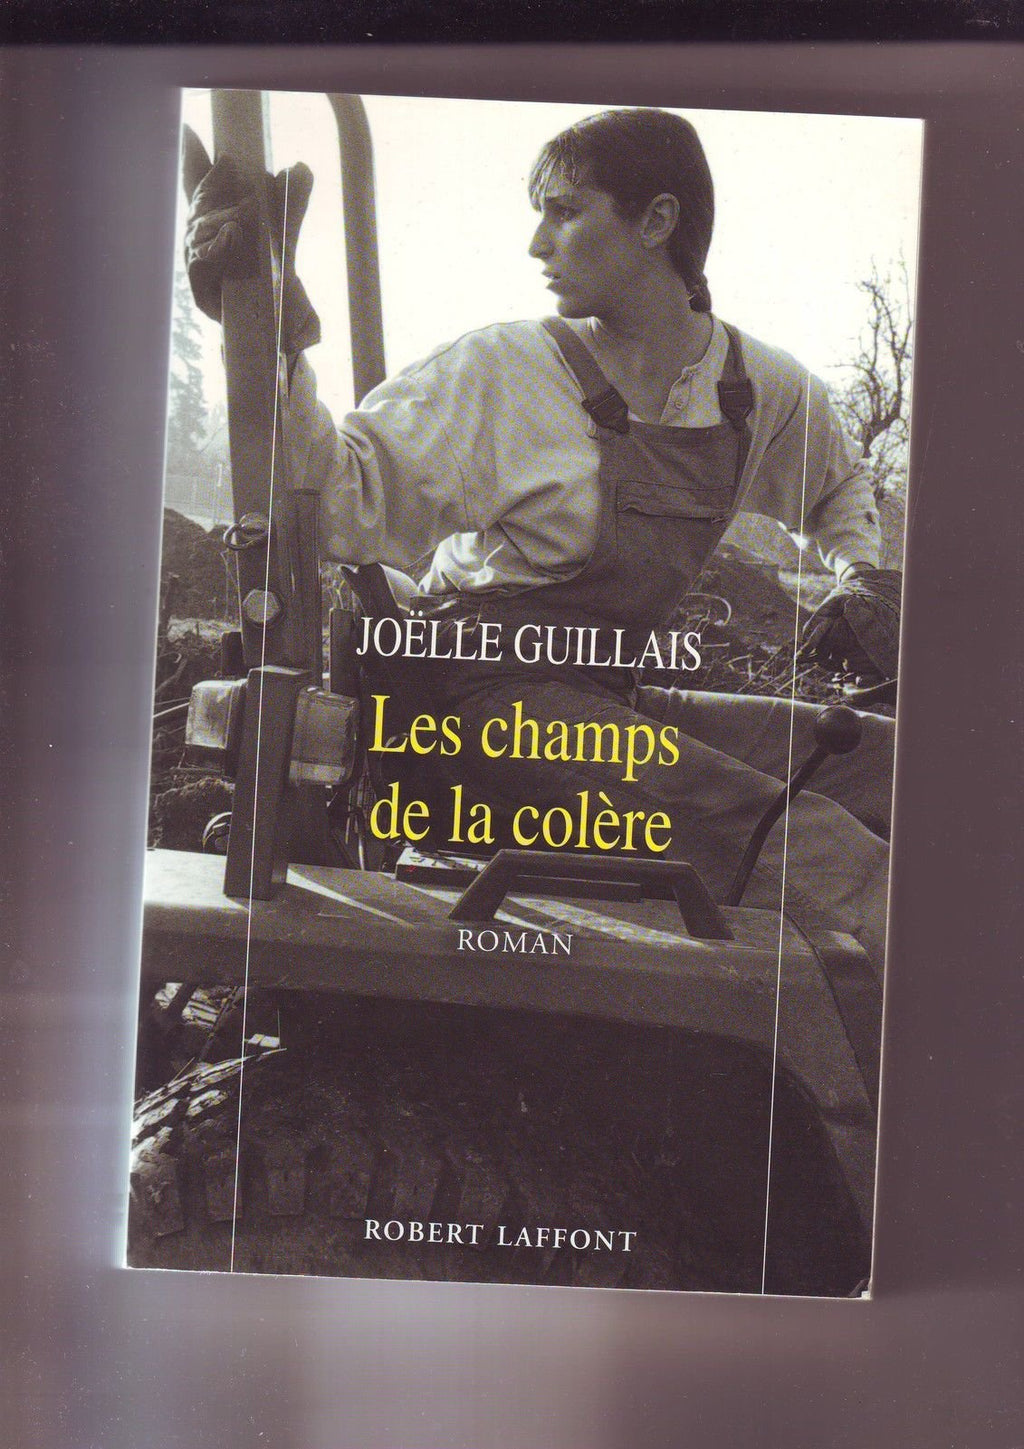 JOËLLE GUILLAIS
Les champs
de la colère
ROMAN
ROBERT LAFFONT